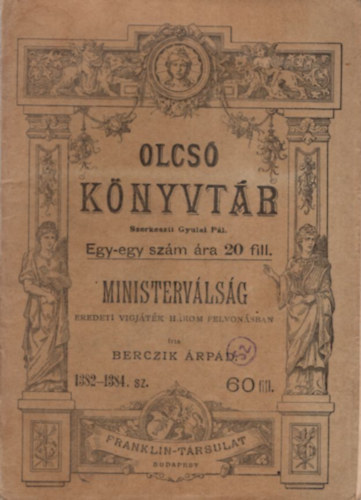 OLCSÓ
KÖNYVTÁR
Szerkeszti Gyulai Pál.
Egy-egy szám ára 20 fill.
MINISTERVÁLSÁG
EREDETI VIGJÁTÉK HÁROM FELVONÁSBAN
Irta
BERCZIK ÁRPÁD
52
1382–1384. sz. 60 fill.
FRANKLIN-TÁRSULAT
BUDAPEST